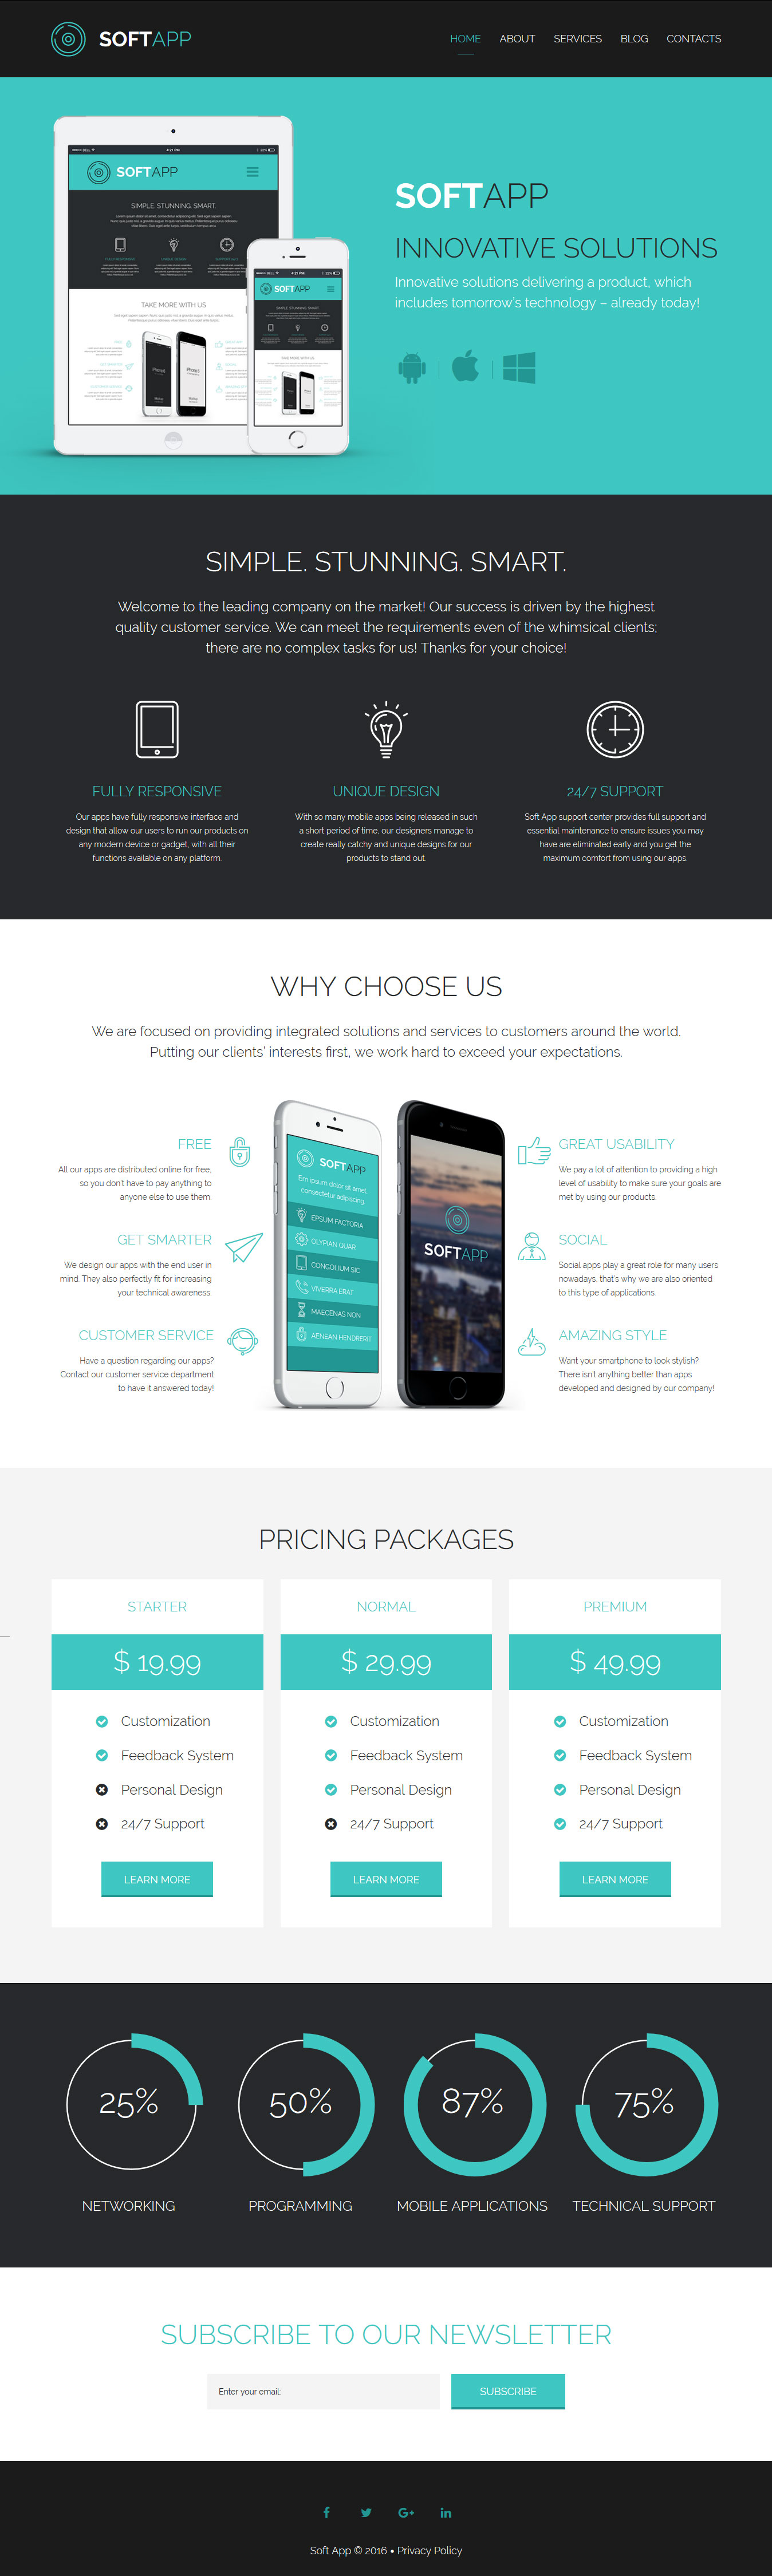 SOFTAPP
HOME ABOUT SERVICES BLOG CONTACTS
4:21 PM
SOFTAPP
SIMPLE. STUNNING. SMART.
FULLY RESPONSIVE UNIQUE DESIGN
TAKE MORE WITH US
4:21 PM
SOFTAPP
SIMPLE. STUNNING. SMART.
TAKE MORE WITH US
SOFTAPP
INNOVATIVE SOLUTIONS
Innovative solutions delivering a product, which
includes tomorrow's technology – already today!
SIMPLE. STUNNING. SMART.
Welcome to the leading company on the market! Our success is driven by the highest
quality customer service. We can meet the requirements even of the whimsical clients;
there are no complex tasks for us! Thanks for your choice!
FULLY RESPONSIVE
Our apps have fully responsive interface and
design that allow our users to run our products on
any modern device or gadget, with all their
functions available on any platform.
UNIQUE DESIGN
With so many mobile apps being released in such
a short period of time, our designers manage to
create really catchy and unique designs for our
products to stand out.
24/7 SUPPORT
Soft App support center provides full support and
essential maintenance to ensure issues you may
have are eliminated early and you get the
maximum comfort from using our apps.
WHY CHOOSE US
We are focused on providing integrated solutions and services to customers around the world.
Putting our clients' interests first, we work hard to exceed your expectations.
FREE
All our apps are distributed online for free,
so you don't have to pay anything to
anyone else to use them.
GET SMARTER
We design our apps with the end user in
mind. They also perfectly fit for increasing
your technical awareness.
CUSTOMER SERVICE
Have a question regarding our apps?
Contact our customer service department
to have it answered today!
SOFTAPP
Em ipsum dolor sit amet
consectetur adipiscing
EPSUM FACTORIA
OLYPIAN QUAR
CONGOLIUM SIC
VIVERRA ERAT
MAECENAS NON
AENEAN HENDRERIT
SOFTAPP
GREAT USABILITY
We pay a lot of attention to providing a high
level of usability to make sure your goals are
met by using our products.
SOCIAL
Social apps play a great role for many users
nowadays, that's why we are also oriented
to this type of applications.
AMAZING STYLE
Want your smartphone to look stylish?
There isn't anything better than apps
developed and designed by our company!
PRICING PACKAGES
STARTER
$ 19.99
Customization
Feedback System
Personal Design
24/7 Support
LEARN MORE
NORMAL
$ 29.99
Customization
Feedback System
Personal Design
24/7 Support
LEARN MORE
PREMIUM
$ 49.99
Customization
Feedback System
Personal Design
24/7 Support
LEARN MORE
25%
NETWORKING
50%
PROGRAMMING
87%
MOBILE APPLICATIONS
75%
TECHNICAL SUPPORT
SUBSCRIBE TO OUR NEWSLETTER
Enter your email:
SUBSCRIBE
Soft App © 2016 • Privacy Policy